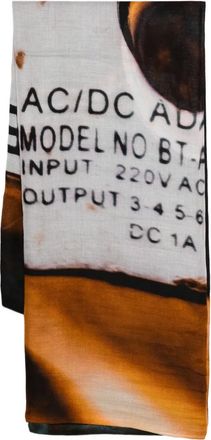 AC/DC ADA
MODEL NO BT-A
INPUT 220V AC
OUTPUT 3-4 5-6
DC 1A